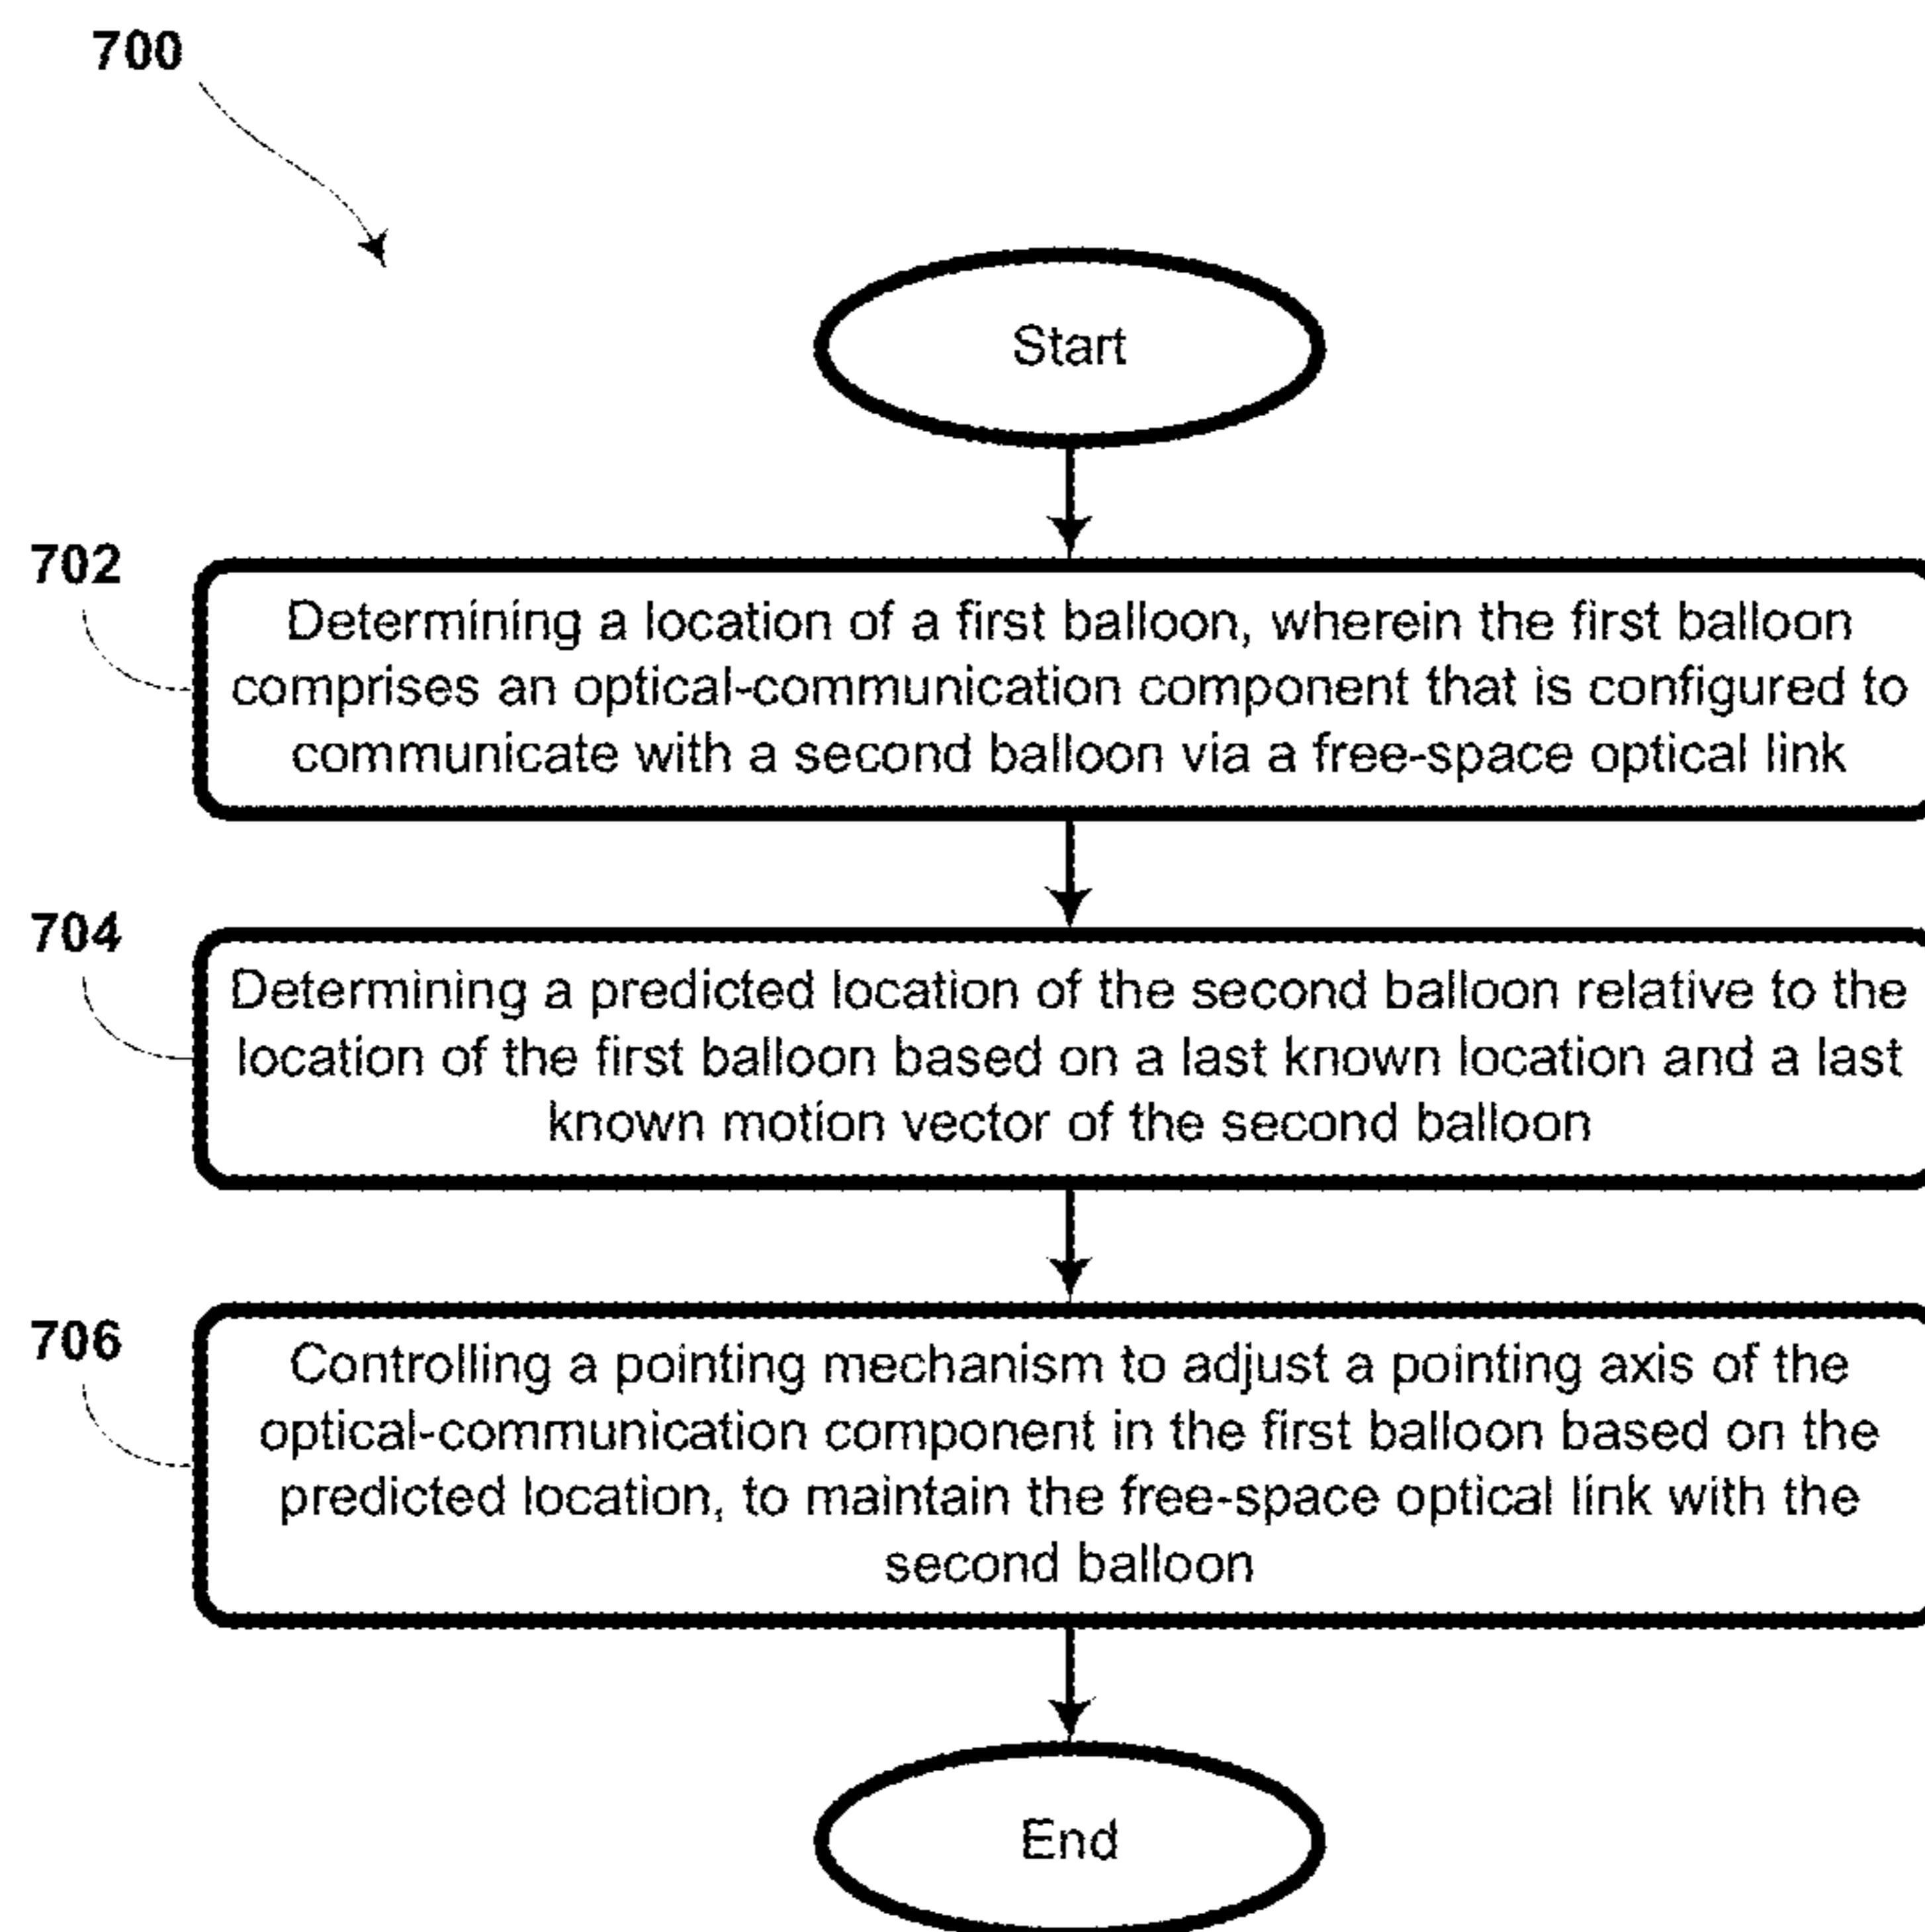 700
Start
702
Determining a location of a first balloon, wherein the first balloon
comprises an optical-communication component that is configured to
communicate with a second balloon via a free-space optical link
704
Determining a predicted location of the second balloon relative to the
location of the first balloon based on a last known location and a last
known motion vector of the second balloon
706
Controlling a pointing mechanism to adjust a pointing axis of the
optical-communication component in the first balloon based on the
predicted location, to maintain the free-space optical link with the
second balloon
End